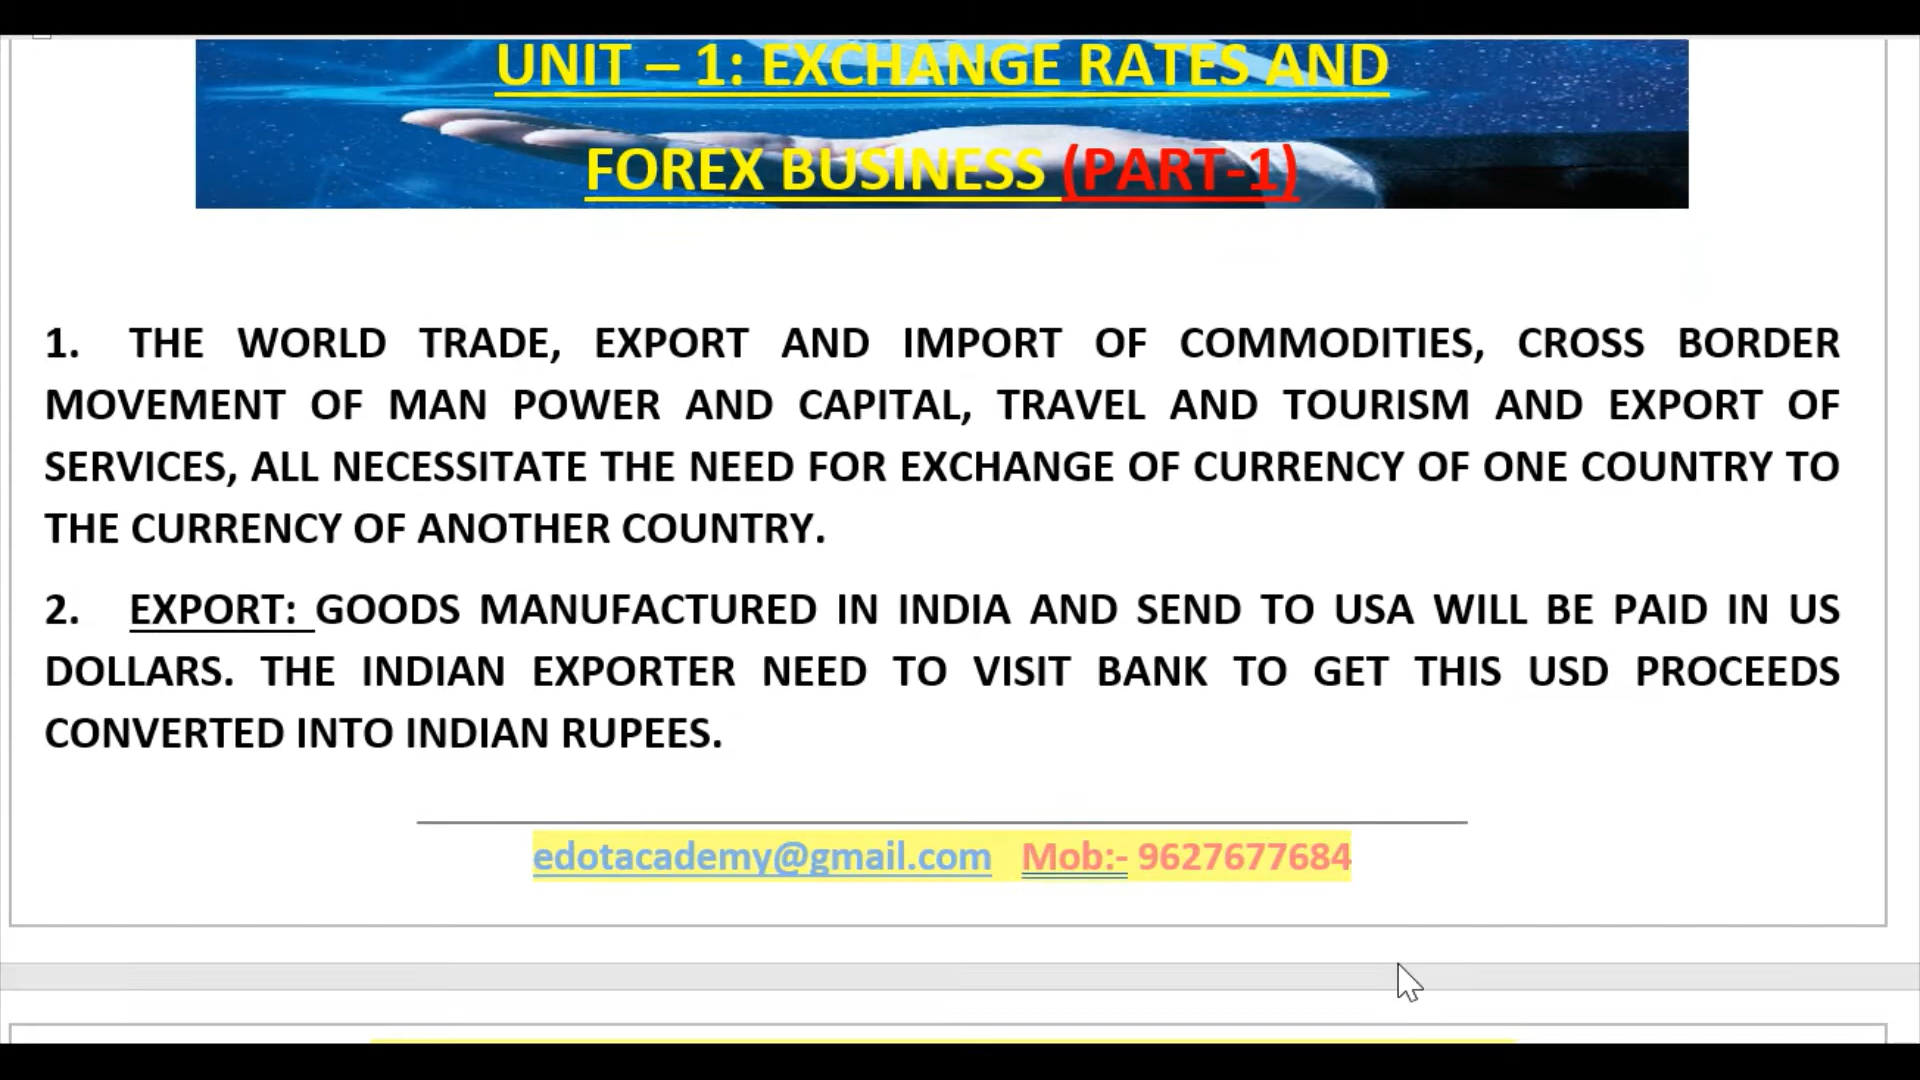 UNIT – 1: EXCHANGE RATES AND
FOREX BUSINESS (PART-1)
1. THE WORLD TRADE, EXPORT AND IMPORT OF COMMODITIES, CROSS BORDER
MOVEMENT OF MAN POWER AND CAPITAL, TRAVEL AND TOURISM AND EXPORT OF
SERVICES, ALL NECESSITATE THE NEED FOR EXCHANGE OF CURRENCY OF ONE COUNTRY TO
THE CURRENCY OF ANOTHER COUNTRY.
2. EXPORT: GOODS MANUFACTURED IN INDIA AND SEND TO USA WILL BE PAID IN US
DOLLARS. THE INDIAN EXPORTER NEED TO VISIT BANK TO GET THIS USD PROCEEDS
CONVERTED INTO INDIAN RUPEES.
edotacademy@gmail.com Mob:- 9627677684